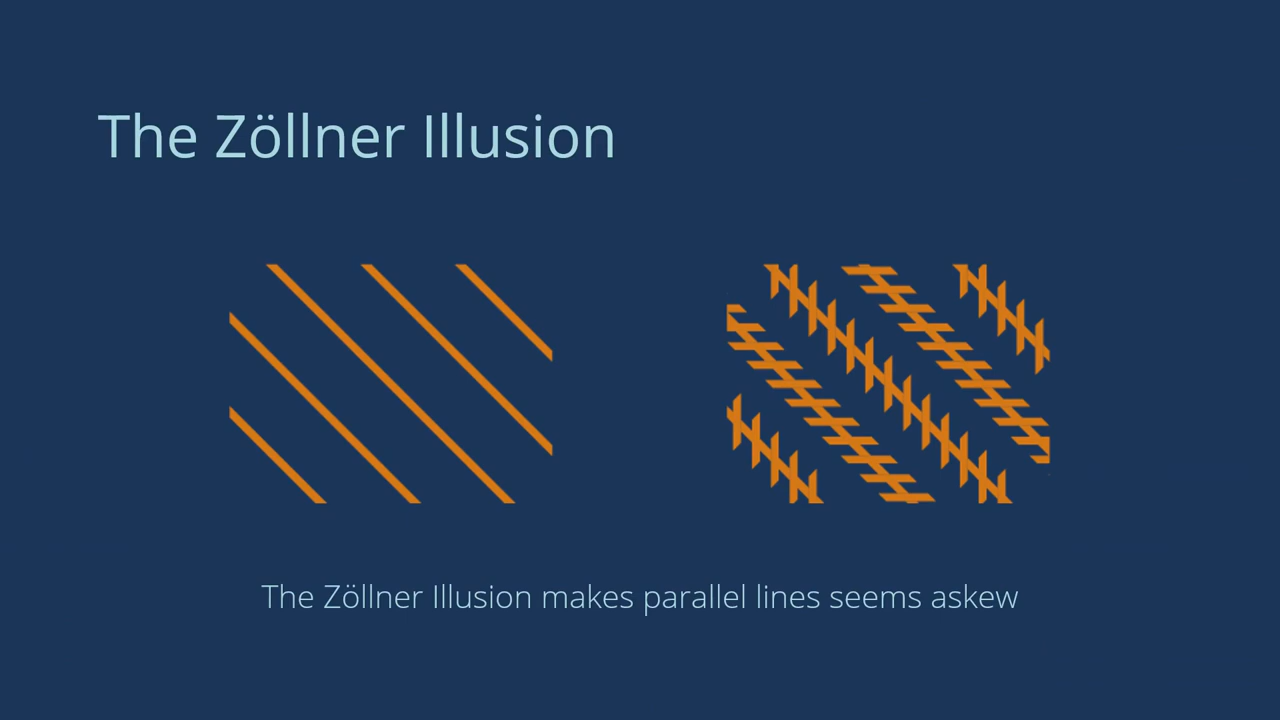 The Zöllner Illusion
The Zöllner Illusion makes parallel lines seems askew